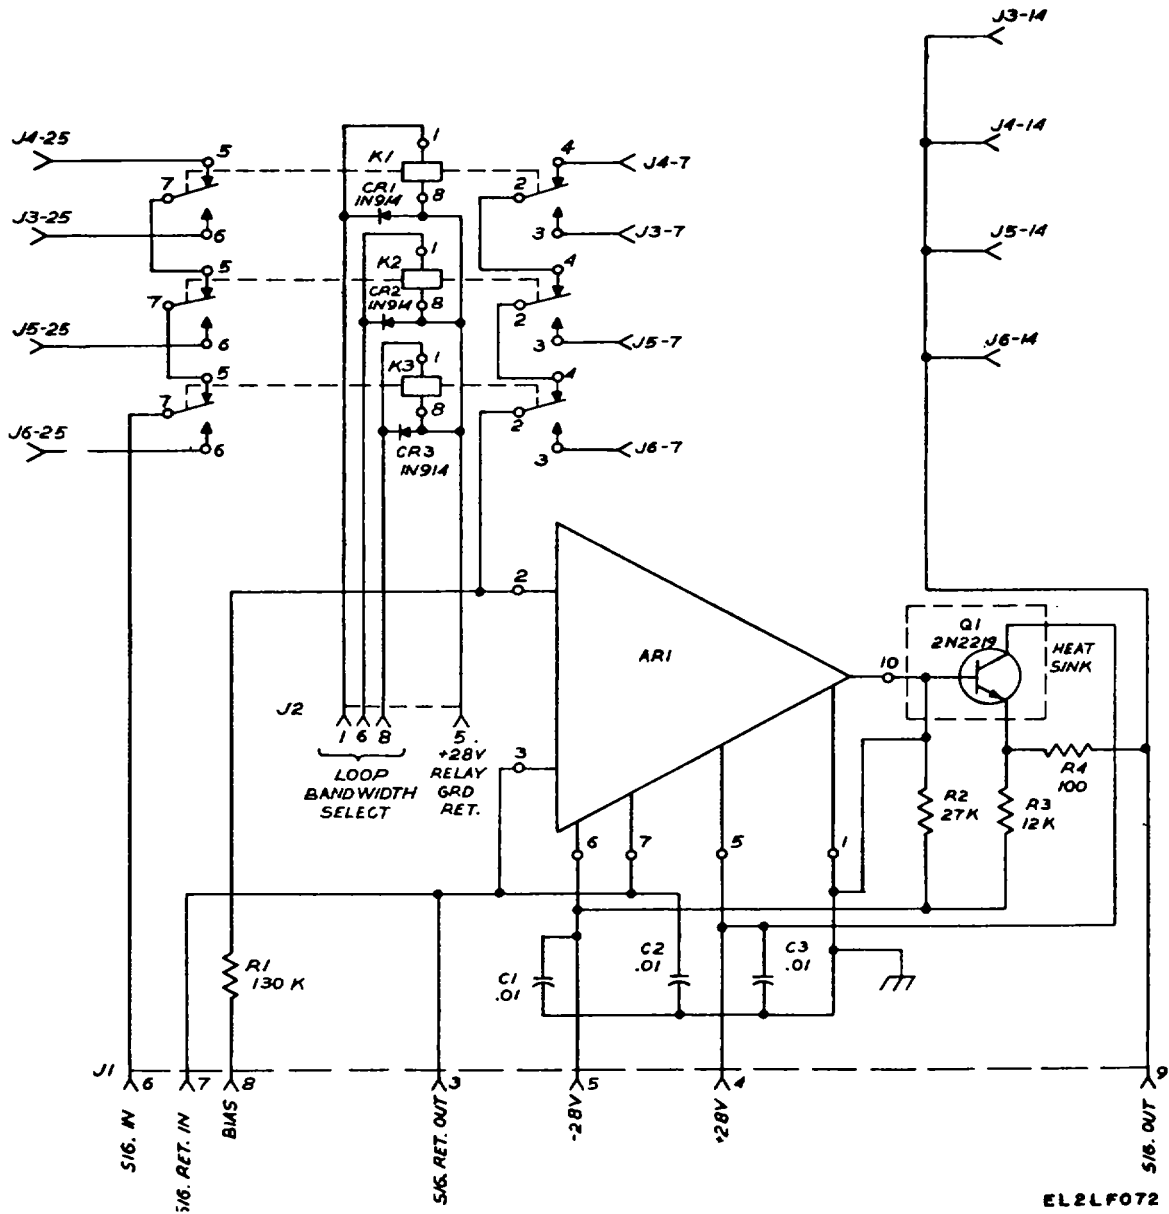 J3-14
J4-14
J5-14
J6-14
J4-25
5
7
J3-25
6
5
7
J5-25
6
5
7
J6-25
6
1
K1
CR1
1N914
8
1
K2
CR2
1N914
8
1
K3
8
CR3
1N914
4
J4-7
2
3
J3-7
4
2
3
J5-7
4
2
3
J6-7
2
AR1
10
Q1
2N2219
HEAT
SINK
J2
1 6 8 5
LOOP
BANDWIDTH
SELECT
+28V
RELAY
GRD
RET.
3
R4
100
R2
27K
R3
12K
6
7
5
1
R1
130 K
C1
.01
C2
.01
C3
.01
J1
6
7
8
3
5
4
9
SIG. IN
SIG. RET. IN
BIAS
SIG. RET. OUT
-28V
+28V
SIG. OUT
EL2LF072